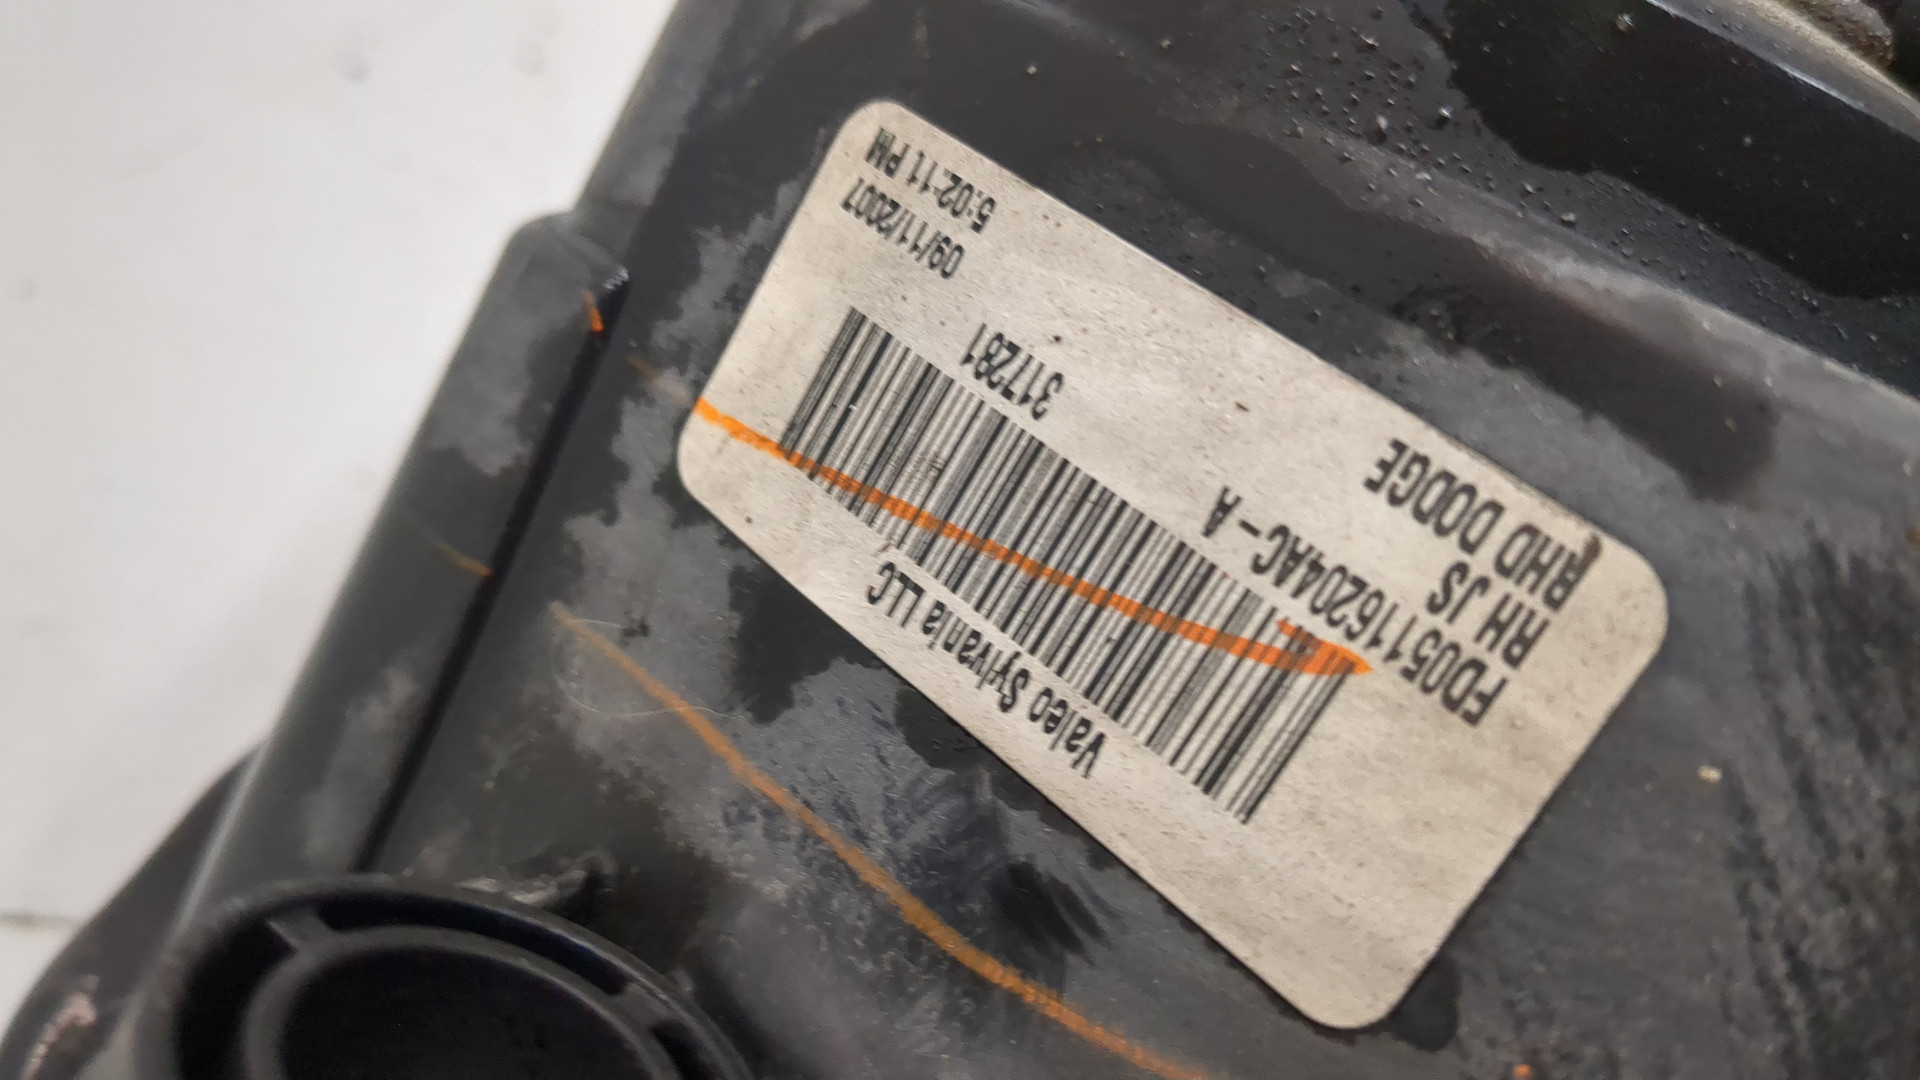 Valeo Sylvania LLC
FD05116204AC-A
RH JS
RHD DODGE
317281
09/11/2007
5:02:11 PM